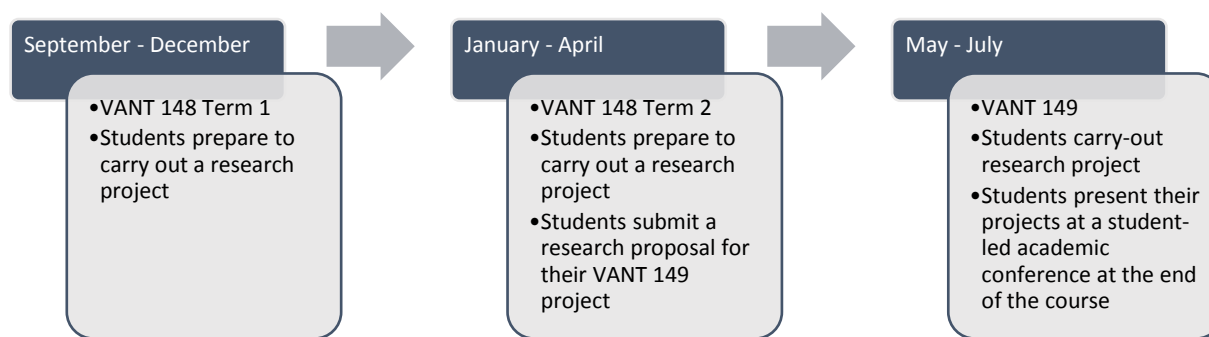 September - December
•VANT 148 Term 1
•Students prepare to
carry out a research
project
January - April
•VANT 148 Term 2
•Students prepare to
carry out a research
project
•Students submit a
research proposal for
their VANT 149
project
May - July
•VANT 149
•Students carry-out
research project
•Students present their
projects at a student-
led academic
conference at the end
of the course